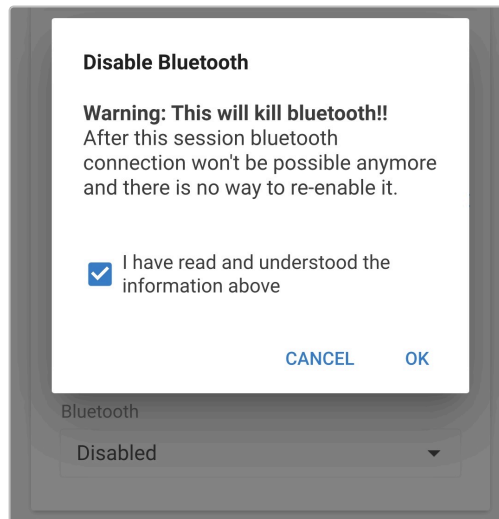 Disable Bluetooth
Warning: This will kill bluetooth!!
After this session bluetooth
connection won't be possible anymore
and there is no way to re-enable it.
I have read and understood the
information above
CANCEL OK
Bluetooth
Disabled